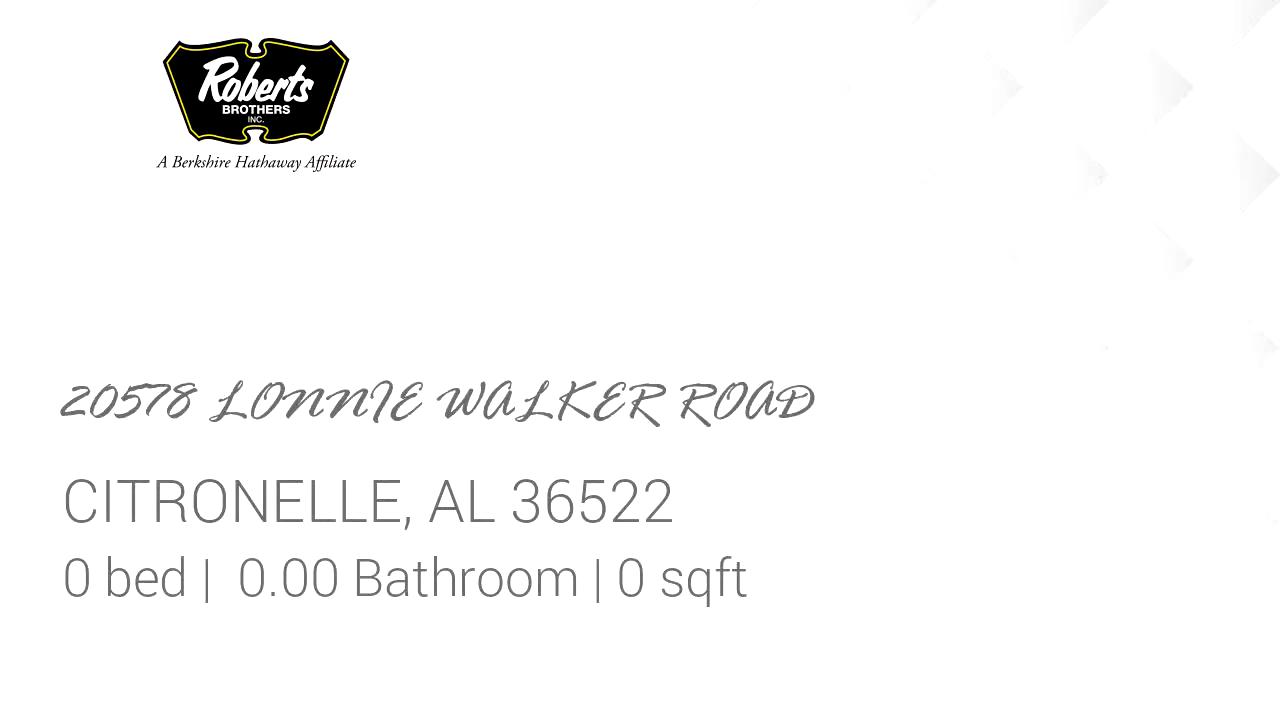 Roberts
BROTHERS
INC.
A Berkshire Hathaway Affiliate
20578 LONNIE WALKER ROAD
CITRONELLE, AL 36522
0 bed | 0.00 Bathroom | 0 sqft